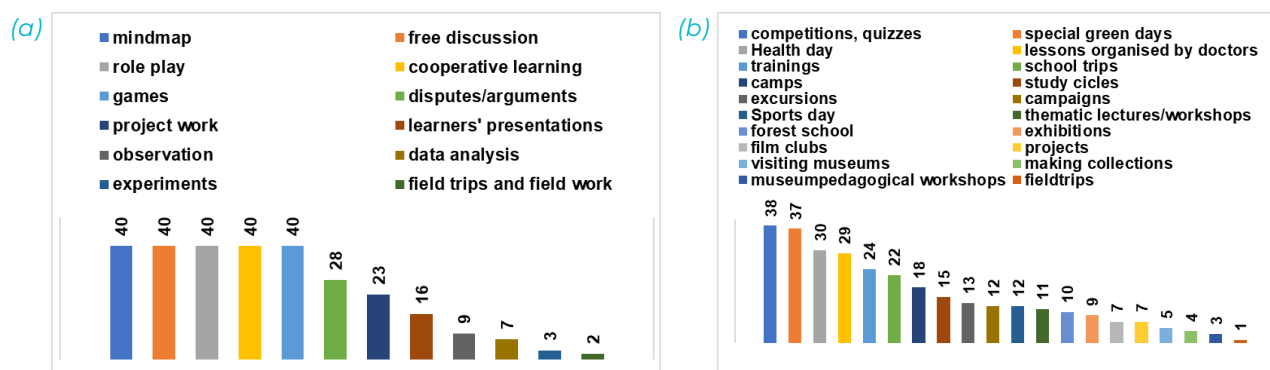 (a)
mindmap free discussion
role play cooperative learning
games disputes/arguments
project work learners' presentations
observation data analysis
experiments field trips and field work
40 40 40 40 40 28 23 16 9 7 3 2
(b)
competitions, quizzes special green days
Health day lessons organised by doctors
trainings school trips
camps study cicles
excursions campaigns
Sports day thematic lectures/workshops
forest school exhibitions
film clubs projects
visiting museums making collections
museumpedagogical workshops fieldtrips
38 37 30 29 24 22 18 15 13 12 12 11 10 9 7 7 5 4 3 1